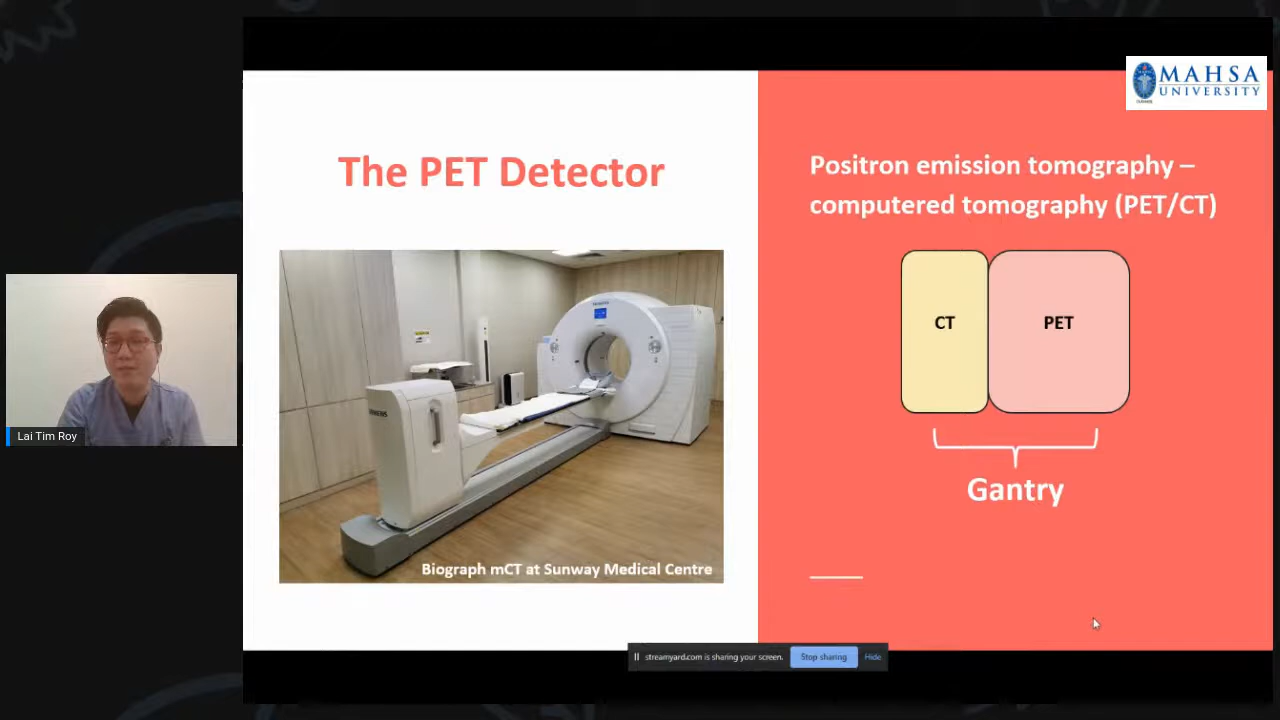 MAHSA
UNIVERSITY
The PET Detector
Positron emission tomography –
computered tomography (PET/CT)
CT
PET
Gantry
SIEMENS
Biograph mCT at Sunway Medical Centre
Lai Tim Roy
streamyard.com is sharing your screen.
Stop sharing
Hide